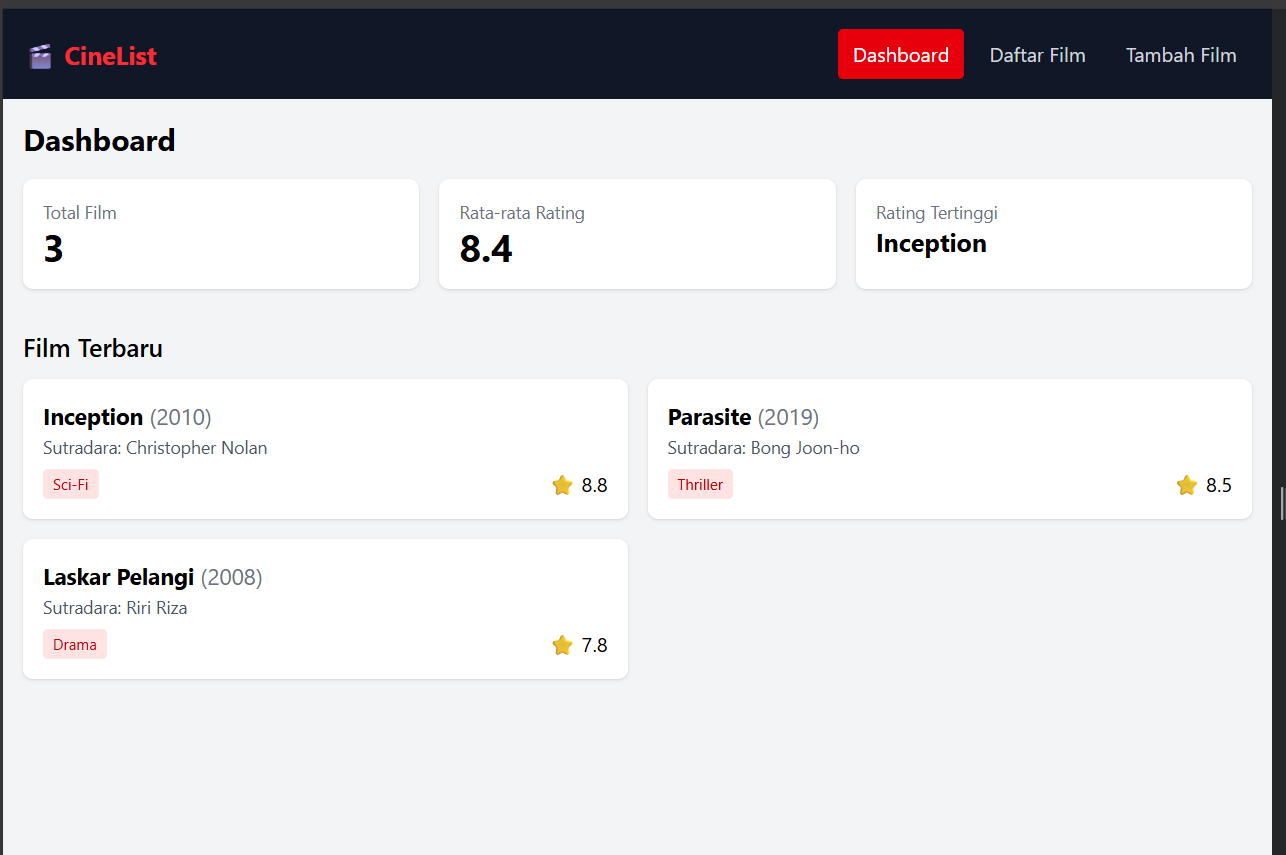 CineList
Dashboard
Daftar Film
Tambah Film
Dashboard
Total Film
3
Rata-rata Rating
8.4
Rating Tertinggi
Inception
Film Terbaru
Inception (2010)
Sutradara: Christopher Nolan
Sci-Fi
8.8
Parasite (2019)
Sutradara: Bong Joon-ho
Thriller
8.5
Laskar Pelangi (2008)
Sutradara: Riri Riza
Drama
7.8